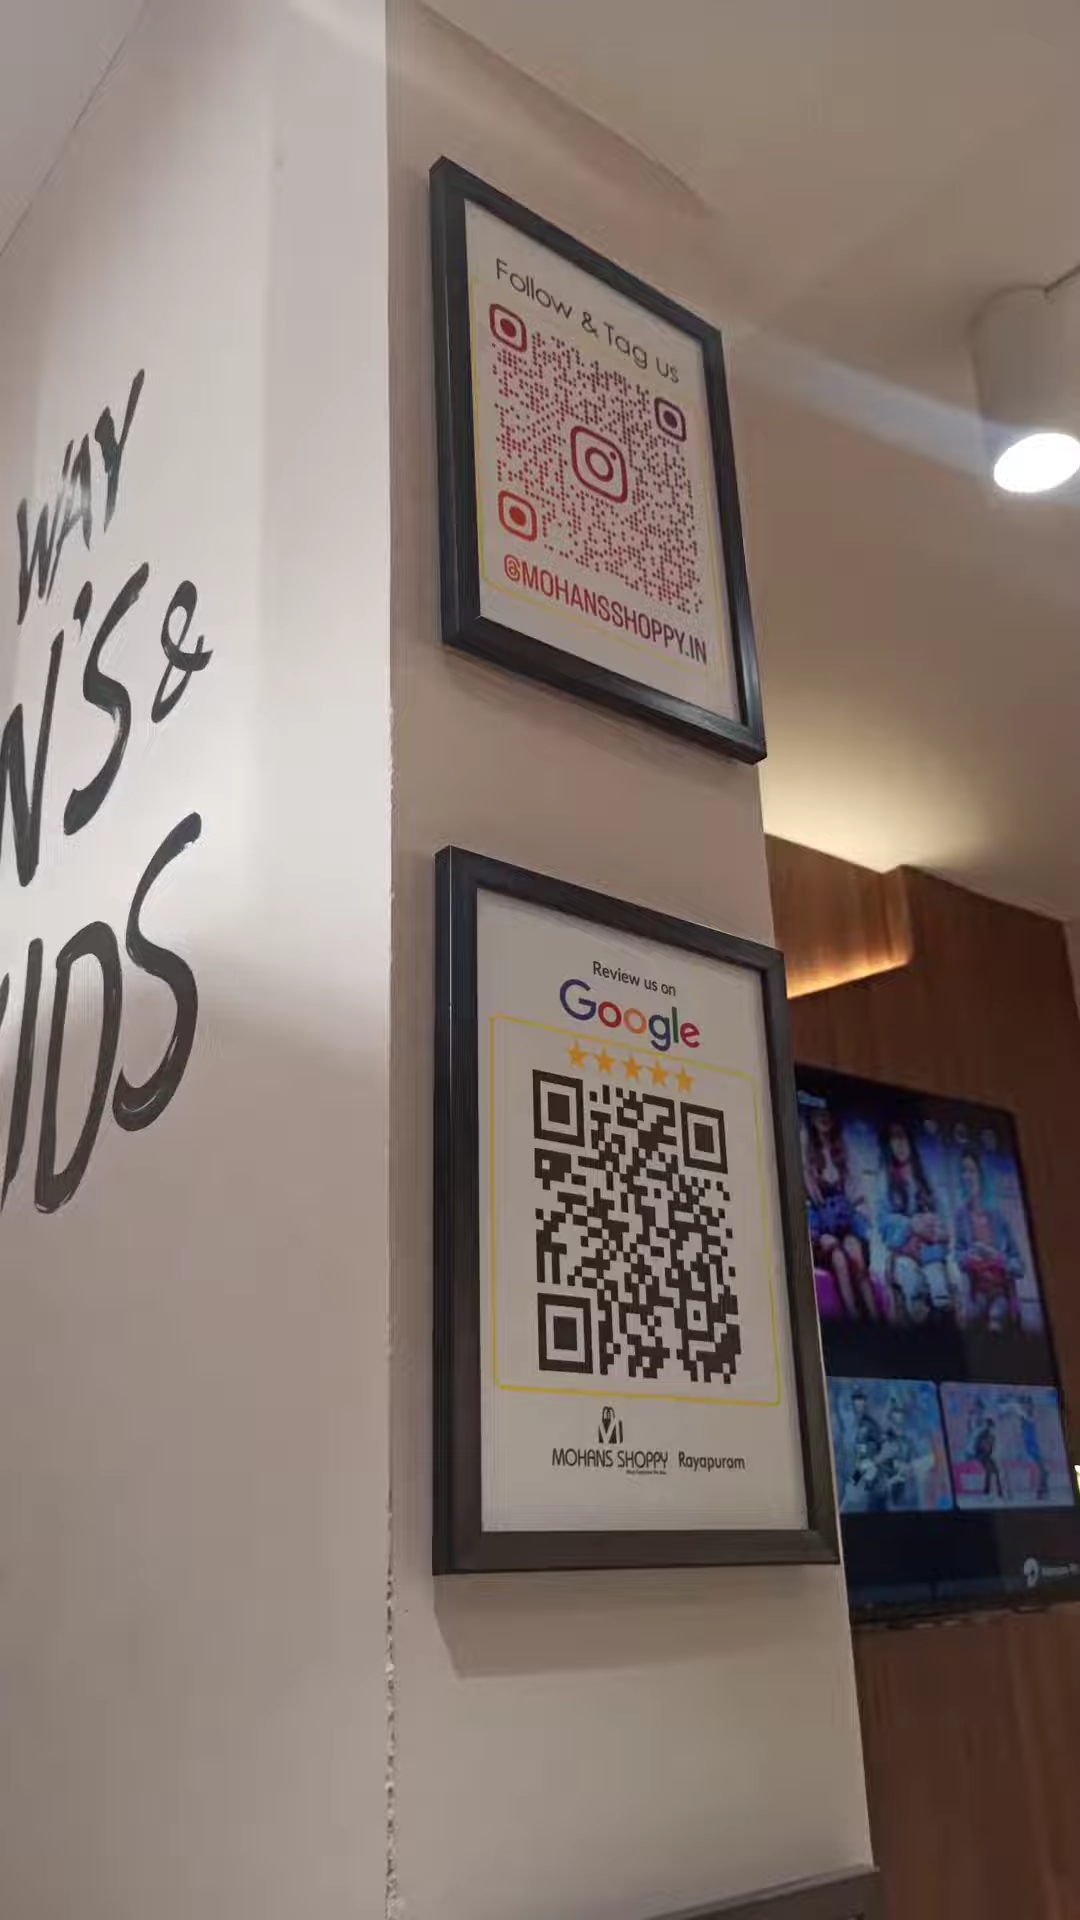 WAY
N'S &
IDS
Follow & Tag us
@MOHANSSHOPPY.IN
Review us on
Google
MOHANS SHOPPY Rayapuram